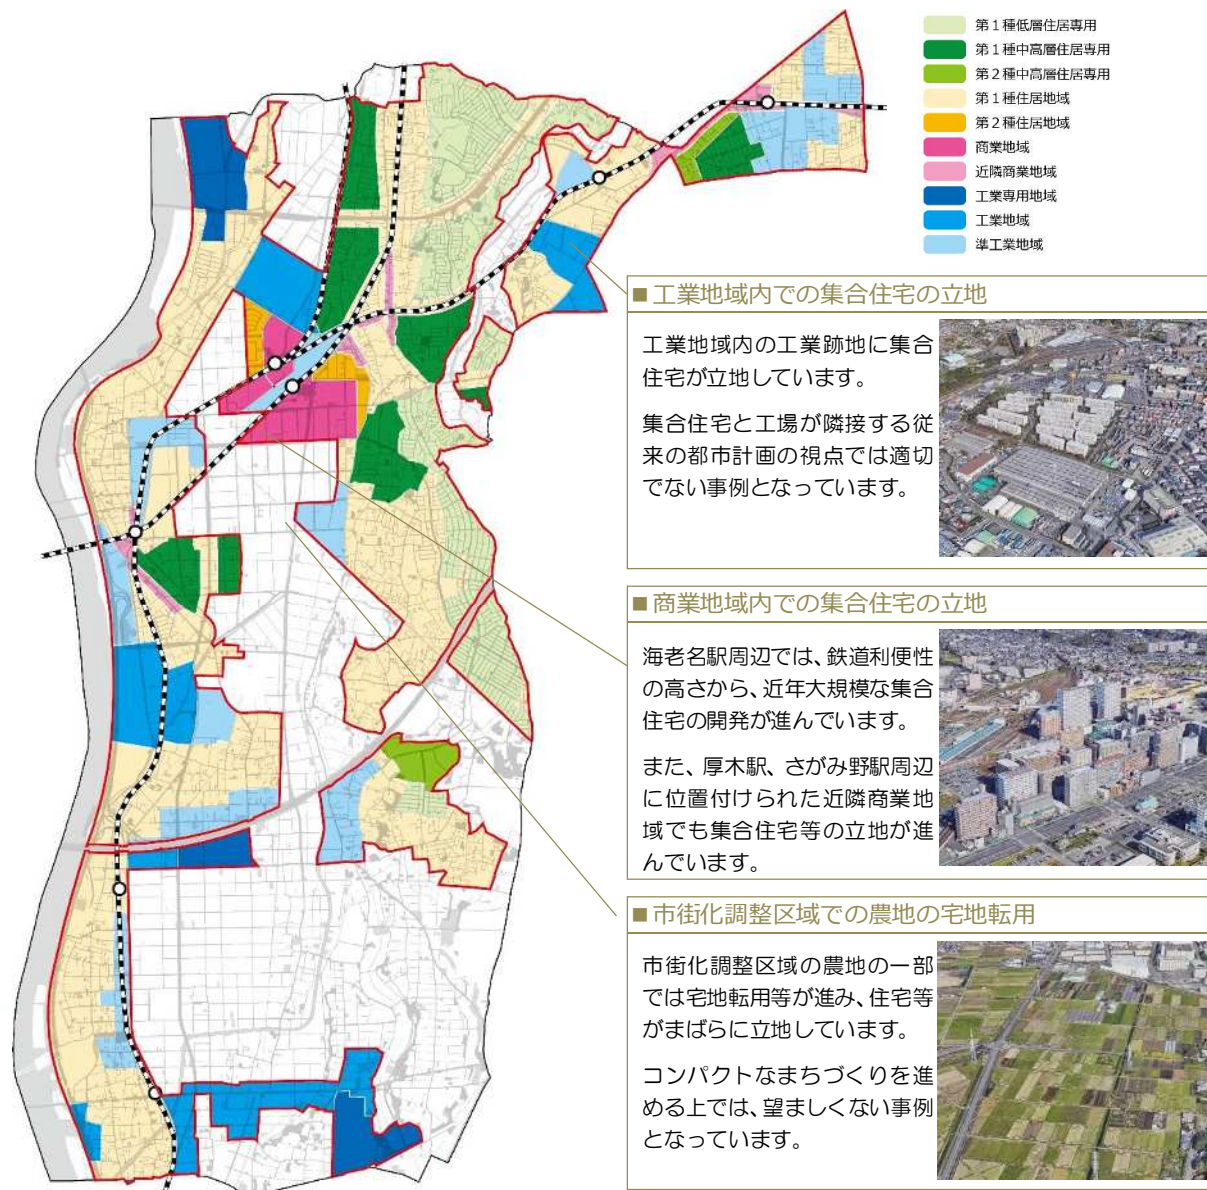 第1種低層住居専用
第1種中高層住居専用
第2種中高層住居専用
第1種住居地域
第2種住居地域
商業地域
近隣商業地域
工業専用地域
工業地域
準工業地域
■工業地域内での集合住宅の立地
工業地域内の工業跡地に集合
住宅が立地しています。
集合住宅と工場が隣接する従
来の都市計画の視点では適切
でない事例となっています。
■商業地域内での集合住宅の立地
海老名駅周辺では、鉄道利便性
の高さから、近年大規模な集合
住宅の開発が進んでいます。
また、厚木駅、さがみ野駅周辺
に位置付けられた近隣商業地
域でも集合住宅等の立地が進
んでいます。
■市街化調整区域での農地の宅地転用
市街化調整区域の農地の一部
では宅地転用等が進み、住宅等
がまばらに立地しています。
コンパクトなまちづくりを進
める上では、望ましくない事例
となっています。